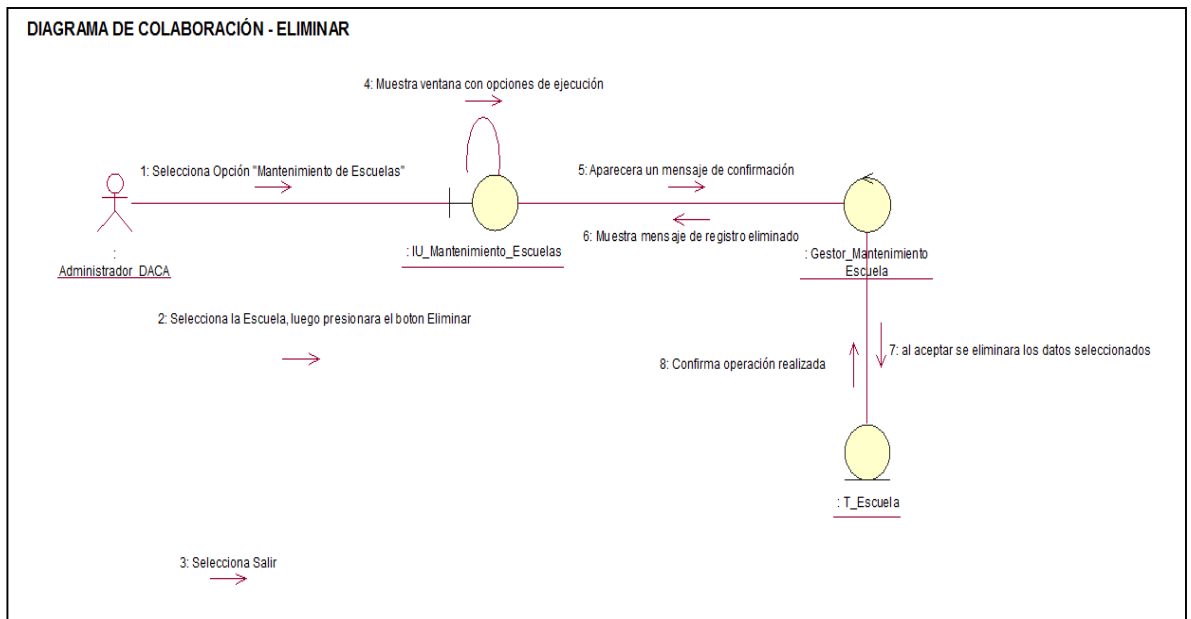 DIAGRAMA DE COLABORACIÓN - ELIMINAR
4: Muestra ventana con opciones de ejecución
1: Selecciona Opción "Mantenimiento de Escuelas"
5: Aparecera un mensaje de confirmación
6: Muestra mensaje de registro eliminado
: IU_Mantenimiento_Escuelas
: Gestor_Mantenimiento
Escuela
:
Administrador DACA
2: Selecciona la Escuela, luego presionara el boton Eliminar
7: al aceptar se eliminara los datos seleccionados
8: Confirma operación realizada
: T_Escuela
3: Selecciona Salir